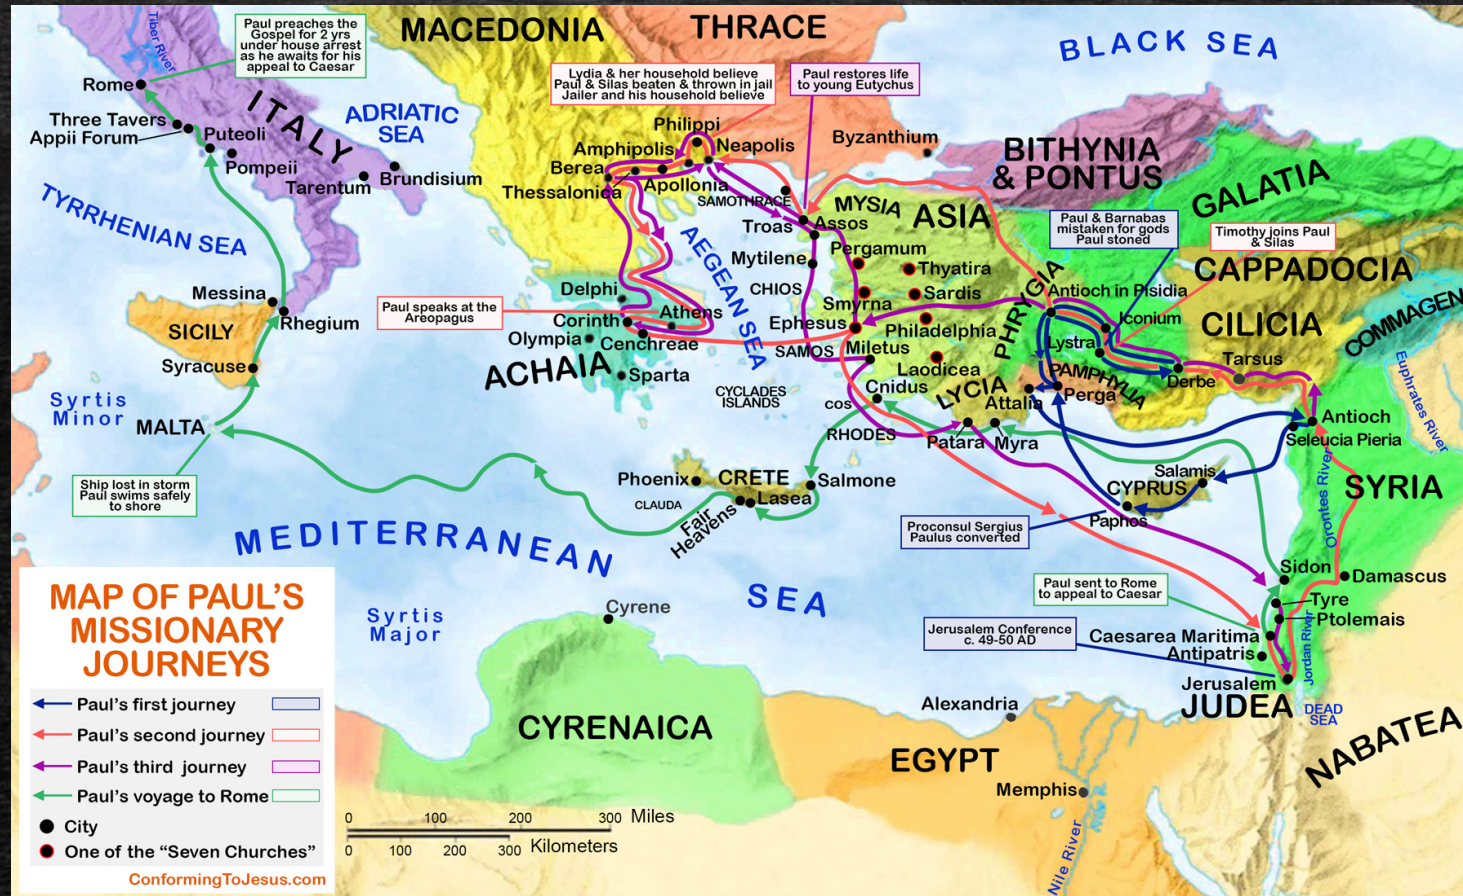 MACEDONIA
THRACE
BLACK SEA
Tiber River
Paul preaches the
Gospel for 2 yrs
under house arrest
as he awaits for his
appeal to Caesar
Lydia & her household believe
Paul & Silas beaten & thrown in jail
Jailer and his household believe
Paul restores life
to young Eutychus
Rome
ITALY
ADRIATIC
SEA
Three Tavers
Appii Forum
Puteoli
Pompeii
Tarentum
Brundisium
Philippi
Neapolis
Amphipolis
Berea
Thessalonica
Apollonia
SAMOTHRACE
Byzanthium
BITHYNIA
& PONTUS
GALATIA
TYRRHENIAN SEA
MYSIA
ASIA
Assos
Troas
Paul & Barnabas
mistaken for gods
Paul stoned
Timothy joins Paul
& Silas
CAPPADOCIA
AEGEAN SEA
Pergamum
Mytilene
Thyatira
CHIOS
Smyrna
Sardis
PHRYGIA
Antioch in Pisidia
Iconium
CILICIA
COMMAGEN
Messina
Rhegium
SICILY
Syracuse
Delphi
Paul speaks at the
Areopagus
Athens
Corinth
Olympia
Cenchreae
ACHAIA
Sparta
Ephesus
Philadelphia
SAMOS
Miletus
Laodicea
Lystra
Derbe
Tarsus
Euphrates River
PAMPHYLIA
Perga
LYCIA
Attalia
Cnidus
CYCLADES
ISLANDS
COS
RHODES
Patara
Myra
Antioch
Seleucia Pieria
Syrtis
Minor
MALTA
Ship lost in storm
Paul swims safely
to shore
Phoenix
CRETE
Salmone
CLAUDA
Lasea
Fair
Heavens
Salamis
CYPRUS
Paphos
Orontes River
SYRIA
Proconsul Sergius
Paulus converted
MEDITERRANEAN
SEA
Sidon
Damascus
Paul sent to Rome
to appeal to Caesar
Tyre
Ptolemais
Jerusalem Conference
c. 49-50 AD
Caesarea Maritima
Antipatris
Jordan River
Jerusalem
JUDEA
DEAD
SEA
NABATEA
Syrtis
Major
Cyrene
CYRENAICA
Alexandria
EGYPT
Memphis
Nile River
MAP OF PAUL'S
MISSIONARY
JOURNEYS
Paul's first journey
Paul's second journey
Paul's third journey
Paul's voyage to Rome
City
One of the “Seven Churches”
ConformingToJesus.com
0 100 200 300 Miles
0 100 200 300 Kilometers